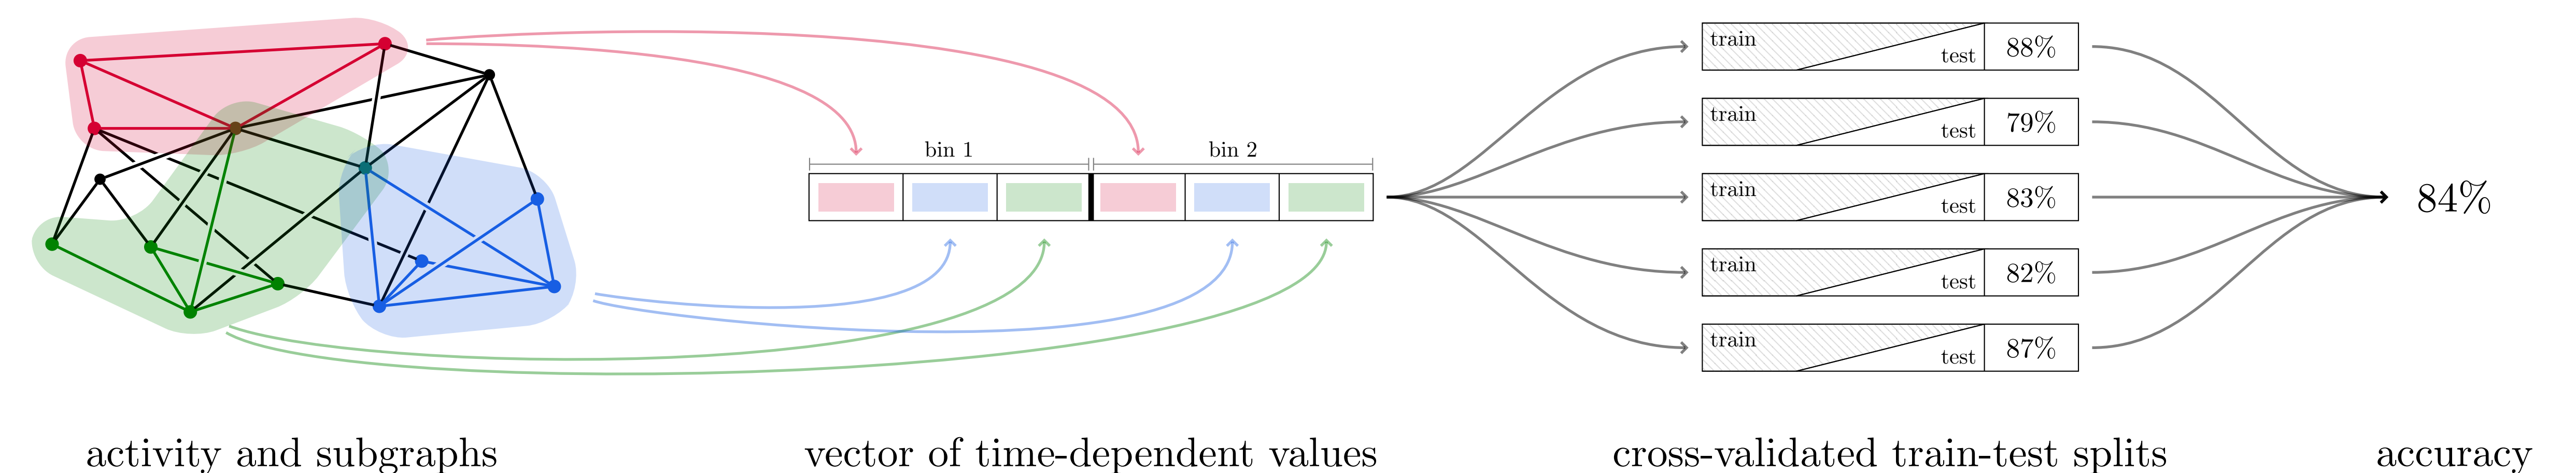 bin 1
bin 2
train
test
88%
train
test
79%
train
test
83%
train
test
82%
train
test
87%
84%
activity and subgraphs
vector of time-dependent values
cross-validated train-test splits
accuracy